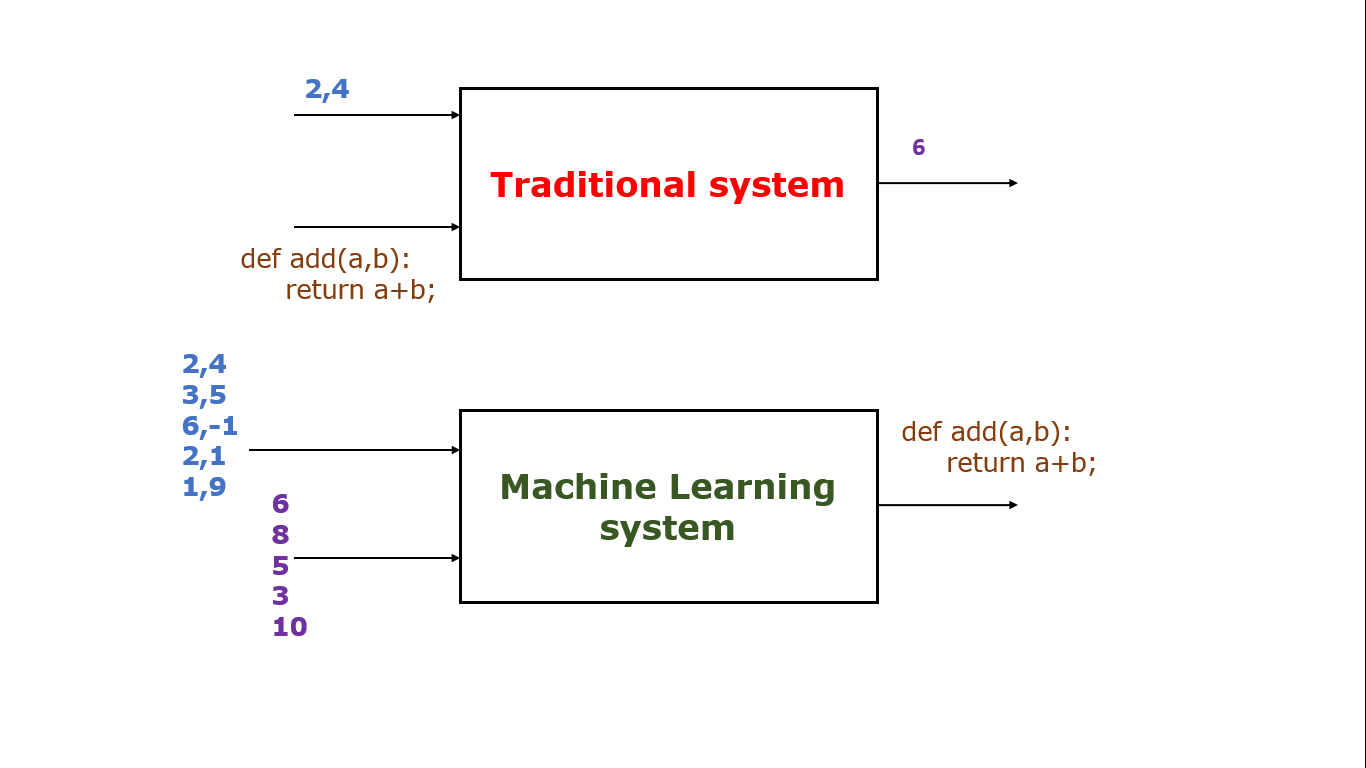 2,4
Traditional system
6
def add(a,b):
return a+b;
2,4
3,5
6,-1
2,1
1,9
6
8
5
3
10
Machine Learning
system
def add(a,b):
return a+b;